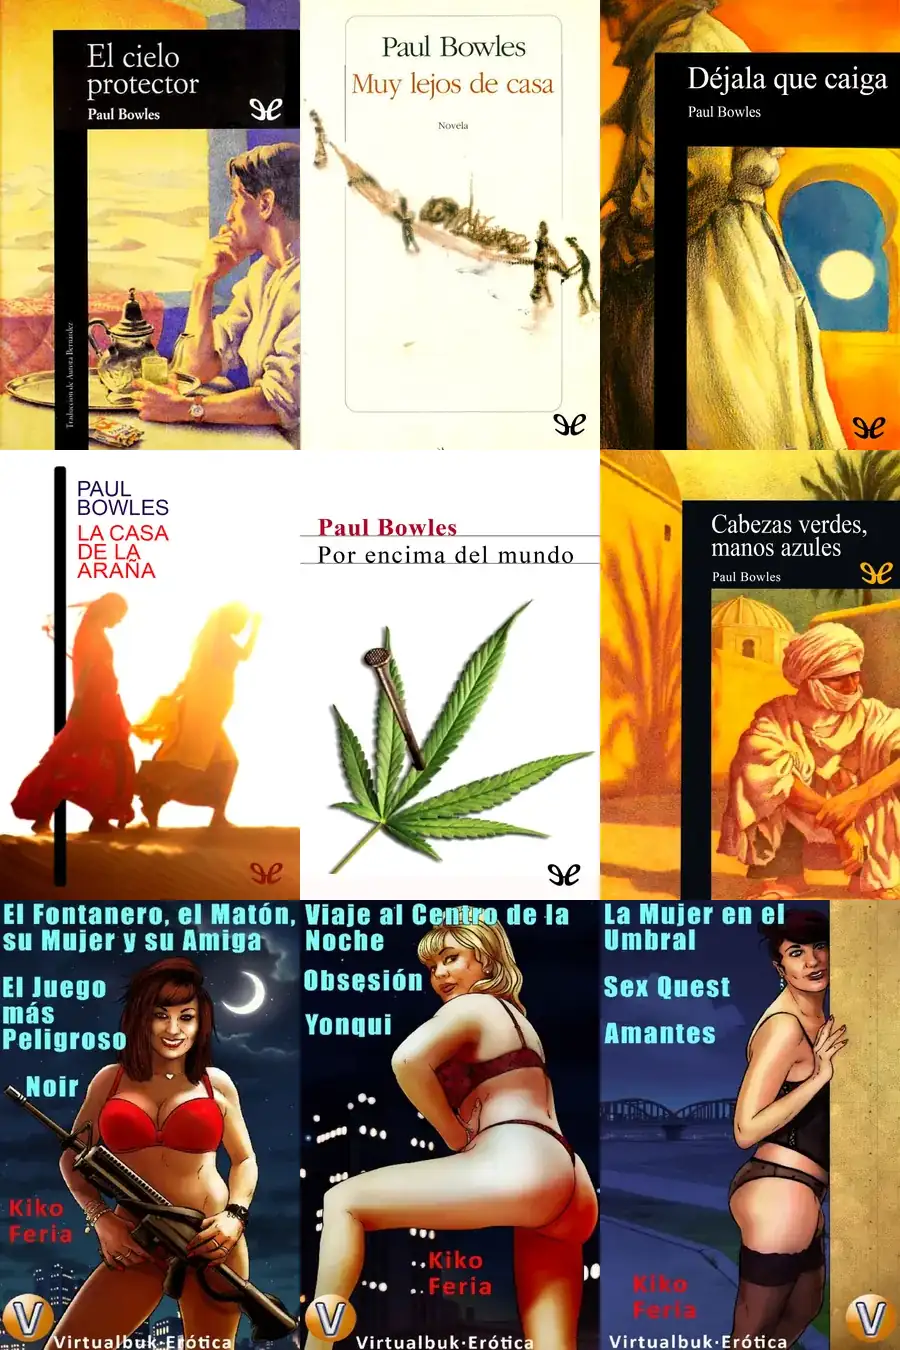 El cielo
protector
Paul Bowles
Traducción de Aurora Bernárdez
Paul Bowles
Muy lejos de casa
Novela
Déjala que caiga
Paul Bowles
PAUL
BOWLES
LA CASA
DE LA
ARAÑA
Paul Bowles
Por encima del mundo
Cabezas verdes,
manos azules
Paul Bowles
El Fontanero, el Matón,
su Mujer y su Amiga
El Juego
más
Peligroso
Noir
Kiko
Feria
V
Virtualbuk·Erótica
Viaje al Centro de la
Noche
Obsesión
Yonqui
Kiko
Feria
V
Virtualbuk·Erótica
La Mujer en el
Umbral
Sex Quest
Amantes
Kiko
Feria
V
Virtualbuk·Erótica